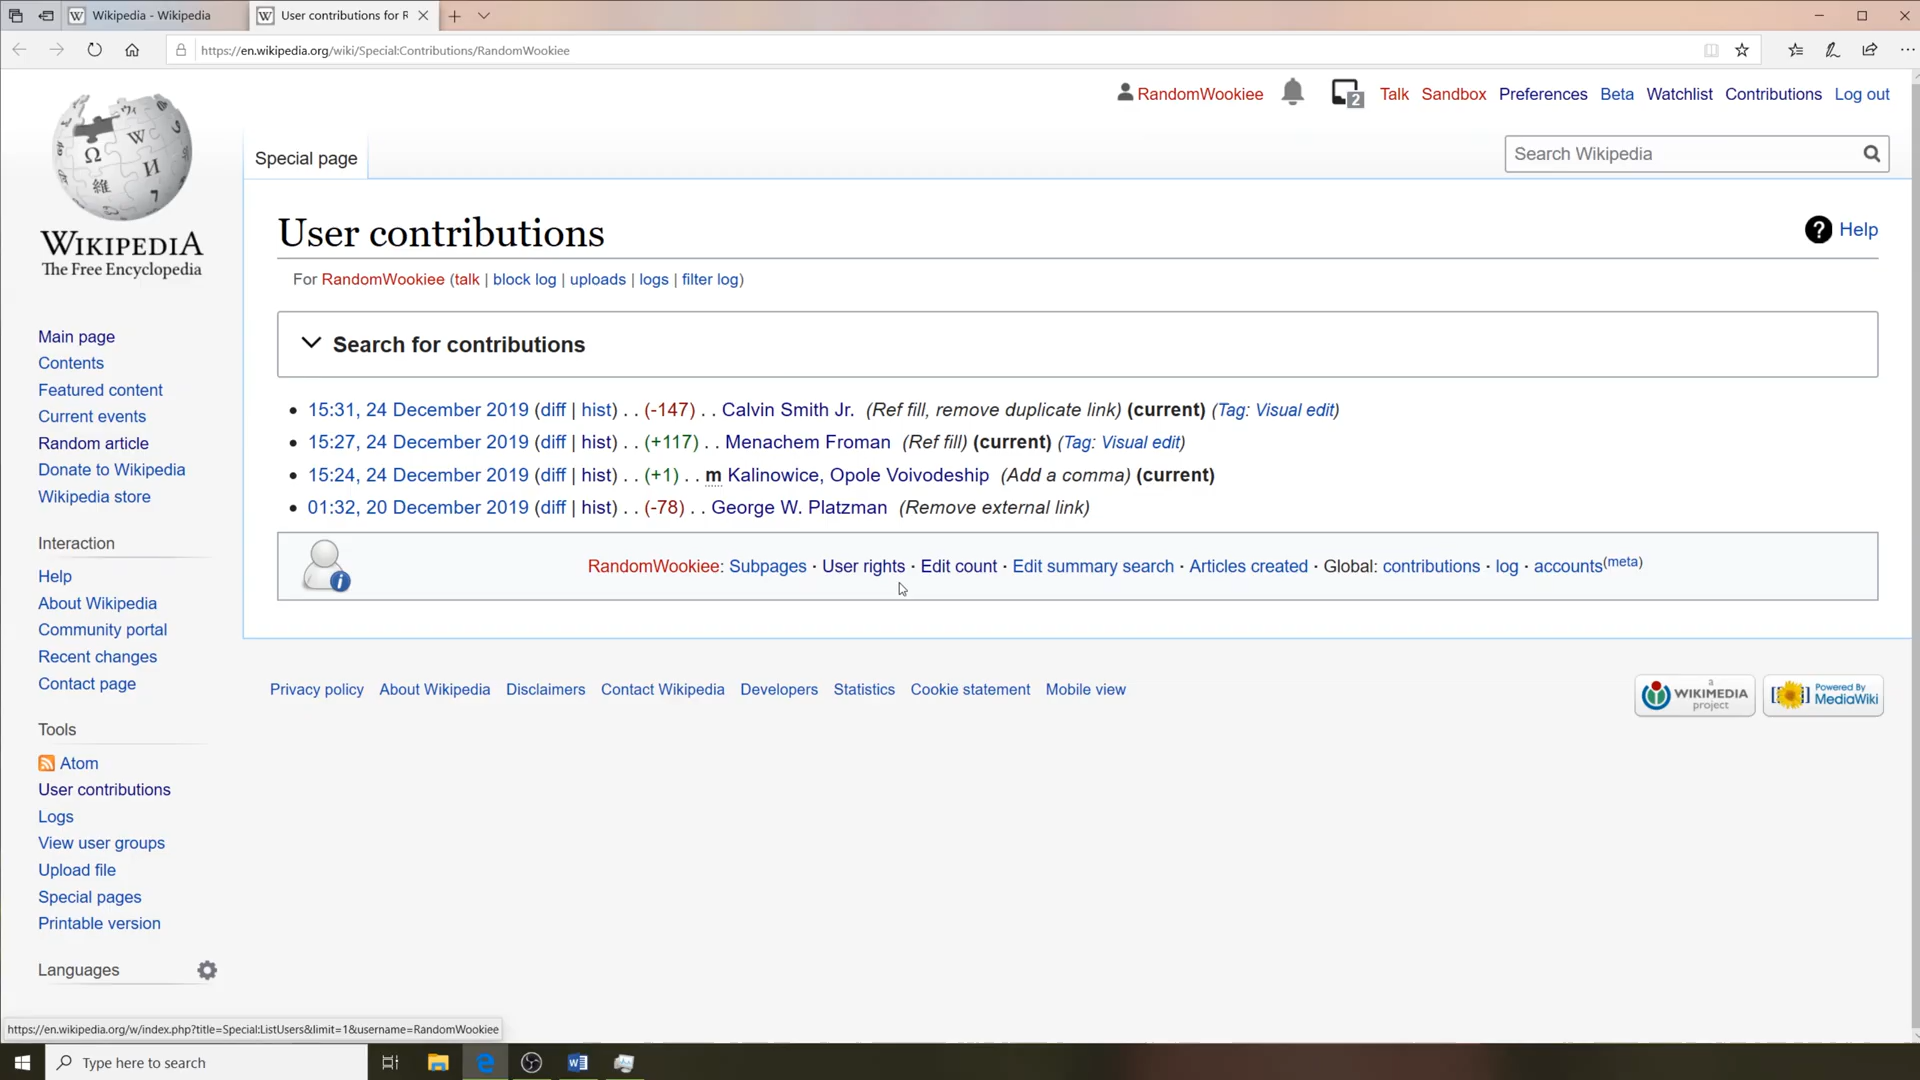 Wikipedia - Wikipedia
User contributions for R
https://en.wikipedia.org/wiki/Special:Contributions/RandomWookiee
RandomWookiee 2 Talk Sandbox Preferences Beta Watchlist Contributions Log out
Special page
Search Wikipedia
WIKIPEDIA
The Free Encyclopedia
User contributions
Help
For RandomWookiee (talk | block log | uploads | logs | filter log)
Search for contributions
15:31, 24 December 2019 (diff | hist) . . (-147) . . Calvin Smith Jr. (Ref fill, remove duplicate link) (current) (Tag: Visual edit)
15:27, 24 December 2019 (diff | hist) . . (+117) . . Menachem Froman (Ref fill) (current) (Tag: Visual edit)
15:24, 24 December 2019 (diff | hist) . . (+1) . . m Kalinowice, Opole Voivodeship (Add a comma) (current)
01:32, 20 December 2019 (diff | hist) . . (-78) . . George W. Platzman (Remove external link)
RandomWookiee: Subpages · User rights · Edit count · Edit summary search · Articles created · Global: contributions · log · accounts(meta)
Privacy policy About Wikipedia Disclaimers Contact Wikipedia Developers Statistics Cookie statement Mobile view
a
WIKIMEDIA
project
Powered By
MediaWiki
Main page
Contents
Featured content
Current events
Random article
Donate to Wikipedia
Wikipedia store
Interaction
Help
About Wikipedia
Community portal
Recent changes
Contact page
Tools
Atom
User contributions
Logs
View user groups
Upload file
Special pages
Printable version
Languages
https://en.wikipedia.org/w/index.php?title=Special:ListUsers&limit=1&username=RandomWookiee
Type here to search